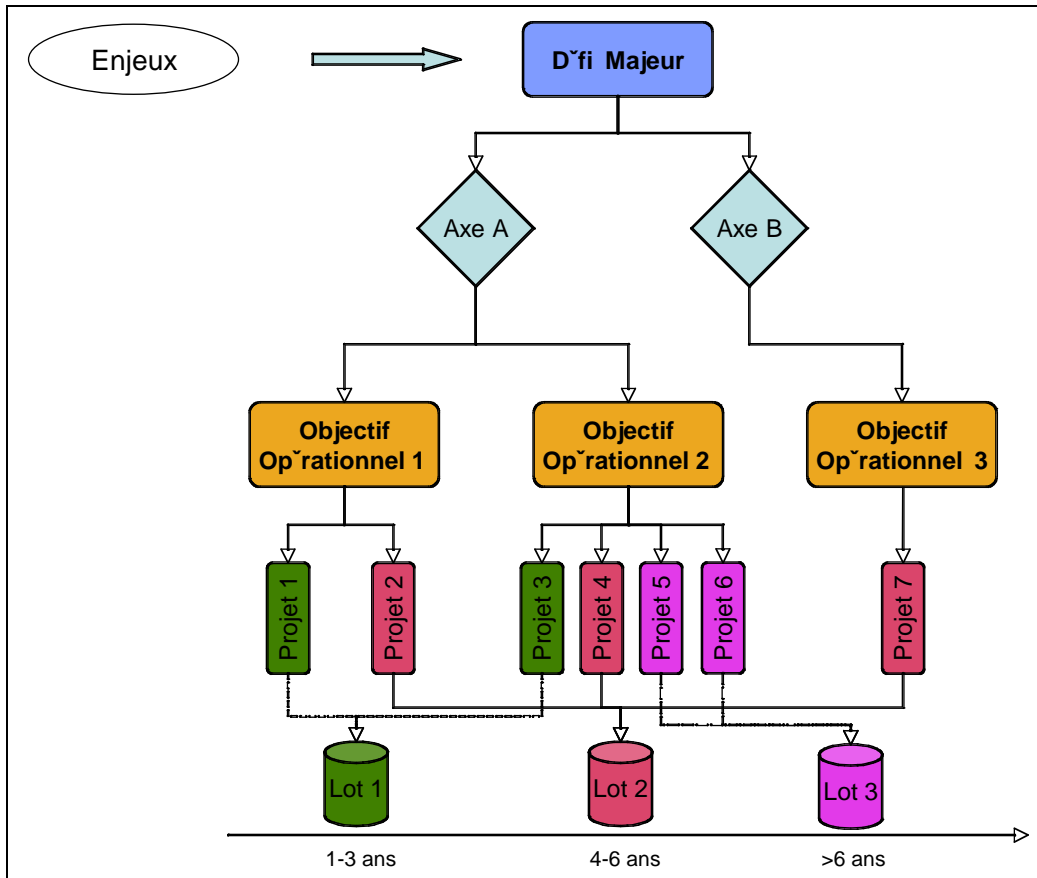 Enjeux
Dˇfi Majeur
Axe A
Axe B
Objectif
Opˇrationnel 1
Objectif
Opˇrationnel 2
Objectif
Opˇrationnel 3
Projet 1
Projet 2
Projet 3
Projet 4
Projet 5
Projet 6
Projet 7
Lot 1
Lot 2
Lot 3
1-3 ans
4-6 ans
>6 ans